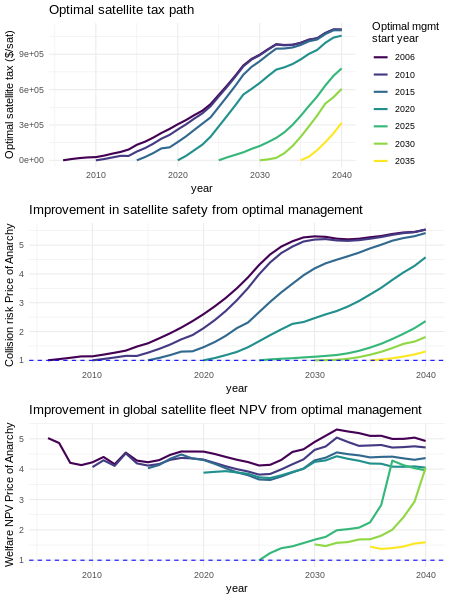 Optimal satellite tax path
Optimal satellite tax ($/sat)
9e+05
6e+05
3e+05
0e+00
2010
2020
2030
2040
year
Optimal mgmt
start year
2006
2010
2015
2020
2025
2030
2035
Improvement in satellite safety from optimal management
Collision risk Price of Anarchy
5
4
3
2
1
2010
2020
2030
2040
year
Improvement in global satellite fleet NPV from optimal management
Welfare NPV Price of Anarchy
5
4
3
2
1
2010
2020
2030
2040
year